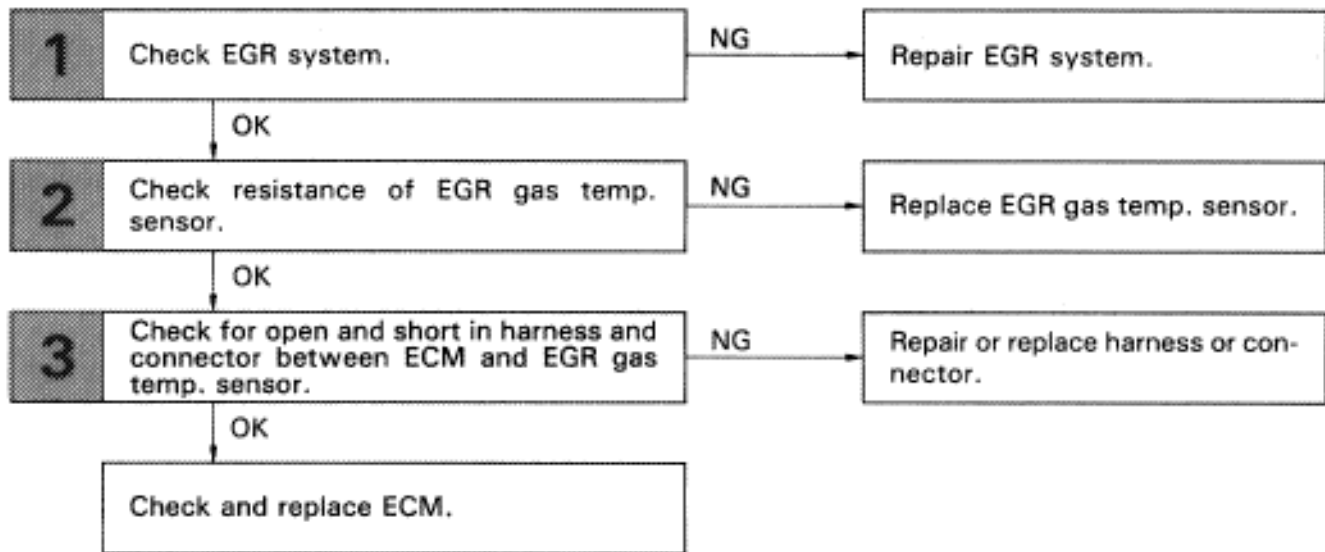 1
Check EGR system.
NG
Repair EGR system.
OK
2
Check resistance of EGR gas temp.
sensor.
NG
Replace EGR gas temp. sensor.
OK
3
Check for open and short in harness and
connector between ECM and EGR gas
temp. sensor.
NG
Repair or replace harness or con-
nector.
OK
Check and replace ECM.